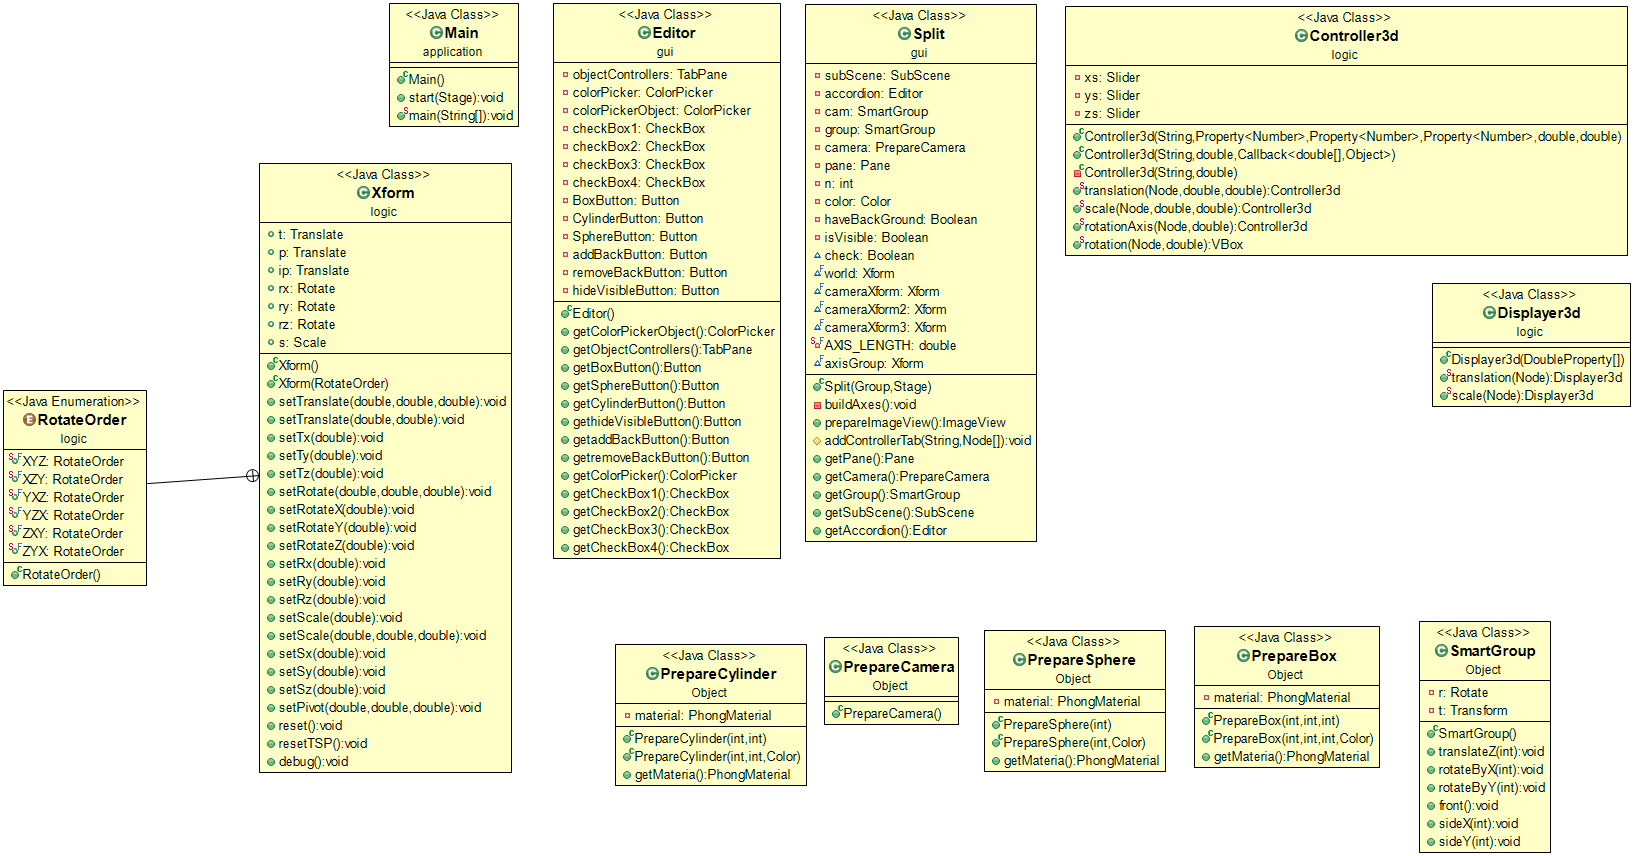 <<Java Class>>
Main
application
Main()
start(Stage):void
main(String[]):void
<<Java Class>>
Editor
gui
objectControllers: TabPane
colorPicker: ColorPicker
colorPickerObject: ColorPicker
checkBox1: CheckBox
checkBox2: CheckBox
checkBox3: CheckBox
checkBox4: CheckBox
BoxButton: Button
CylinderButton: Button
SphereButton: Button
addBackButton: Button
removeBackButton: Button
hideVisibleButton: Button
Editor()
getColorPickerObject():ColorPicker
getObjectControllers():TabPane
getBoxButton():Button
getSphereButton():Button
getCylinderButton():Button
gethideVisibleButton():Button
getaddBackButton():Button
getremoveBackButton():Button
getColorPicker():ColorPicker
getCheckBox1():CheckBox
getCheckBox2():CheckBox
getCheckBox3():CheckBox
getCheckBox4():CheckBox
<<Java Class>>
Split
gui
subScene: SubScene
accordion: Editor
cam: SmartGroup
group: SmartGroup
camera: PrepareCamera
pane: Pane
n: int
color: Color
haveBackGround: Boolean
isVisible: Boolean
check: Boolean
world: Xform
cameraXform: Xform
cameraXform2: Xform
cameraXform3: Xform
AXIS_LENGTH: double
axisGroup: Xform
Split(Group,Stage)
buildAxes():void
prepareImageView():ImageView
addControllerTab(String,Node[]):void
getPane():Pane
getCamera():PrepareCamera
getGroup():SmartGroup
getSubScene():SubScene
getAccordion():Editor
<<Java Class>>
Controller3d
logic
xs: Slider
ys: Slider
zs: Slider
Controller3d(String,Property<Number>,Property<Number>,Property<Number>,double,double)
Controller3d(String,double,Callback<double[],Object>)
Controller3d(String,double)
translation(Node,double,double):Controller3d
scale(Node,double,double):Controller3d
rotationAxis(Node,double):Controller3d
rotation(Node,double):VBox
<<Java Class>>
Xform
logic
t: Translate
p: Translate
ip: Translate
rx: Rotate
ry: Rotate
rz: Rotate
s: Scale
Xform()
Xform(RotateOrder)
setTranslate(double,double,double):void
setTranslate(double,double):void
setTx(double):void
setTy(double):void
setTz(double):void
setRotate(double,double,double):void
setRotateX(double):void
setRotateY(double):void
setRotateZ(double):void
setRx(double):void
setRy(double):void
setRz(double):void
setScale(double):void
setScale(double,double,double):void
setSx(double):void
setSy(double):void
setSz(double):void
setPivot(double,double,double):void
reset():void
resetTSP():void
debug():void
<<Java Class>>
Displayer3d
logic
Displayer3d(DoubleProperty[])
translation(Node):Displayer3d
scale(Node):Displayer3d
<<Java Enumeration>>
RotateOrder
logic
XYZ: RotateOrder
XZY: RotateOrder
YXZ: RotateOrder
YZX: RotateOrder
ZXY: RotateOrder
ZYX: RotateOrder
RotateOrder()
<<Java Class>>
PrepareCylinder
Object
material: PhongMaterial
PrepareCylinder(int,int)
PrepareCylinder(int,int,Color)
getMateria():PhongMaterial
<<Java Class>>
PrepareCamera
Object
PrepareCamera()
<<Java Class>>
PrepareSphere
Object
material: PhongMaterial
PrepareSphere(int)
PrepareSphere(int,Color)
getMateria():PhongMaterial
<<Java Class>>
PrepareBox
Object
material: PhongMaterial
PrepareBox(int,int,int)
PrepareBox(int,int,int,Color)
getMateria():PhongMaterial
<<Java Class>>
SmartGroup
Object
r: Rotate
t: Transform
SmartGroup()
translateZ(int):void
rotateByX(int):void
rotateByY(int):void
front():void
sideX(int):void
sideY(int):void